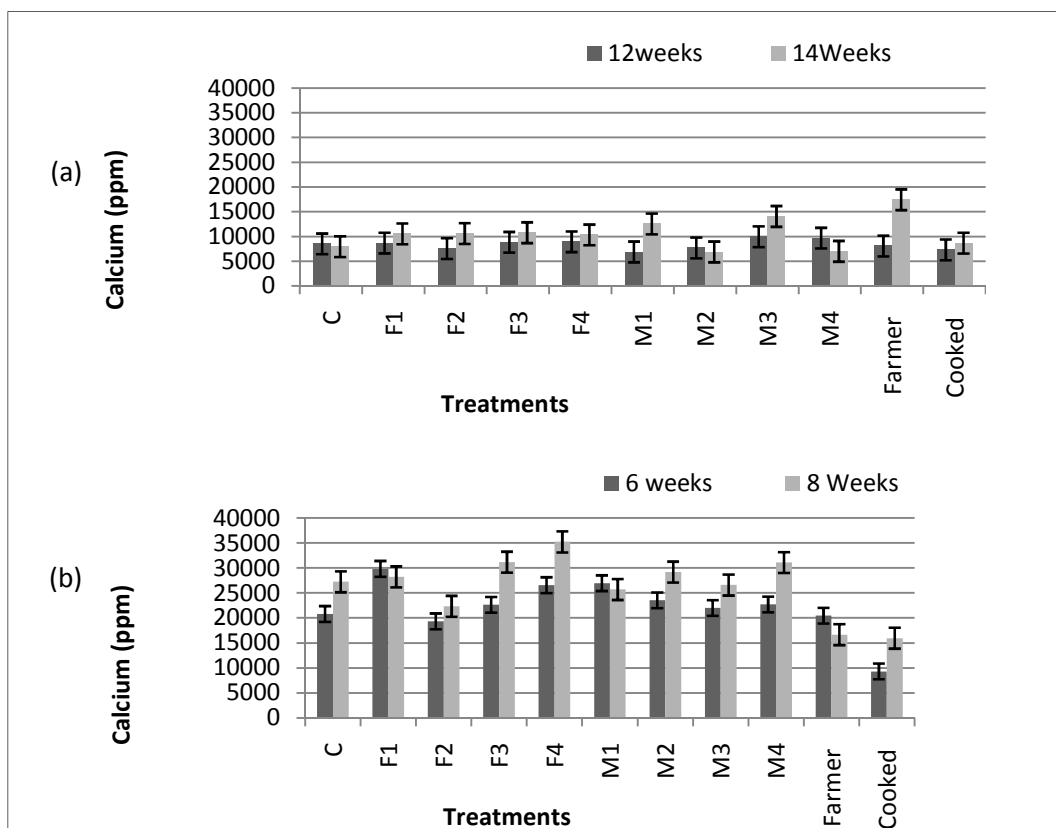 12weeks 14Weeks
(a)
Calcium (ppm)
40000
35000
30000
25000
20000
15000
10000
5000
0
C F1 F2 F3 F4 M1 M2 M3 M4 Farmer Cooked
Treatments
6 weeks 8 Weeks
(b)
Calcium (ppm)
40000
35000
30000
25000
20000
15000
10000
5000
0
C F1 F2 F3 F4 M1 M2 M3 M4 Farmer Cooked
Treatments